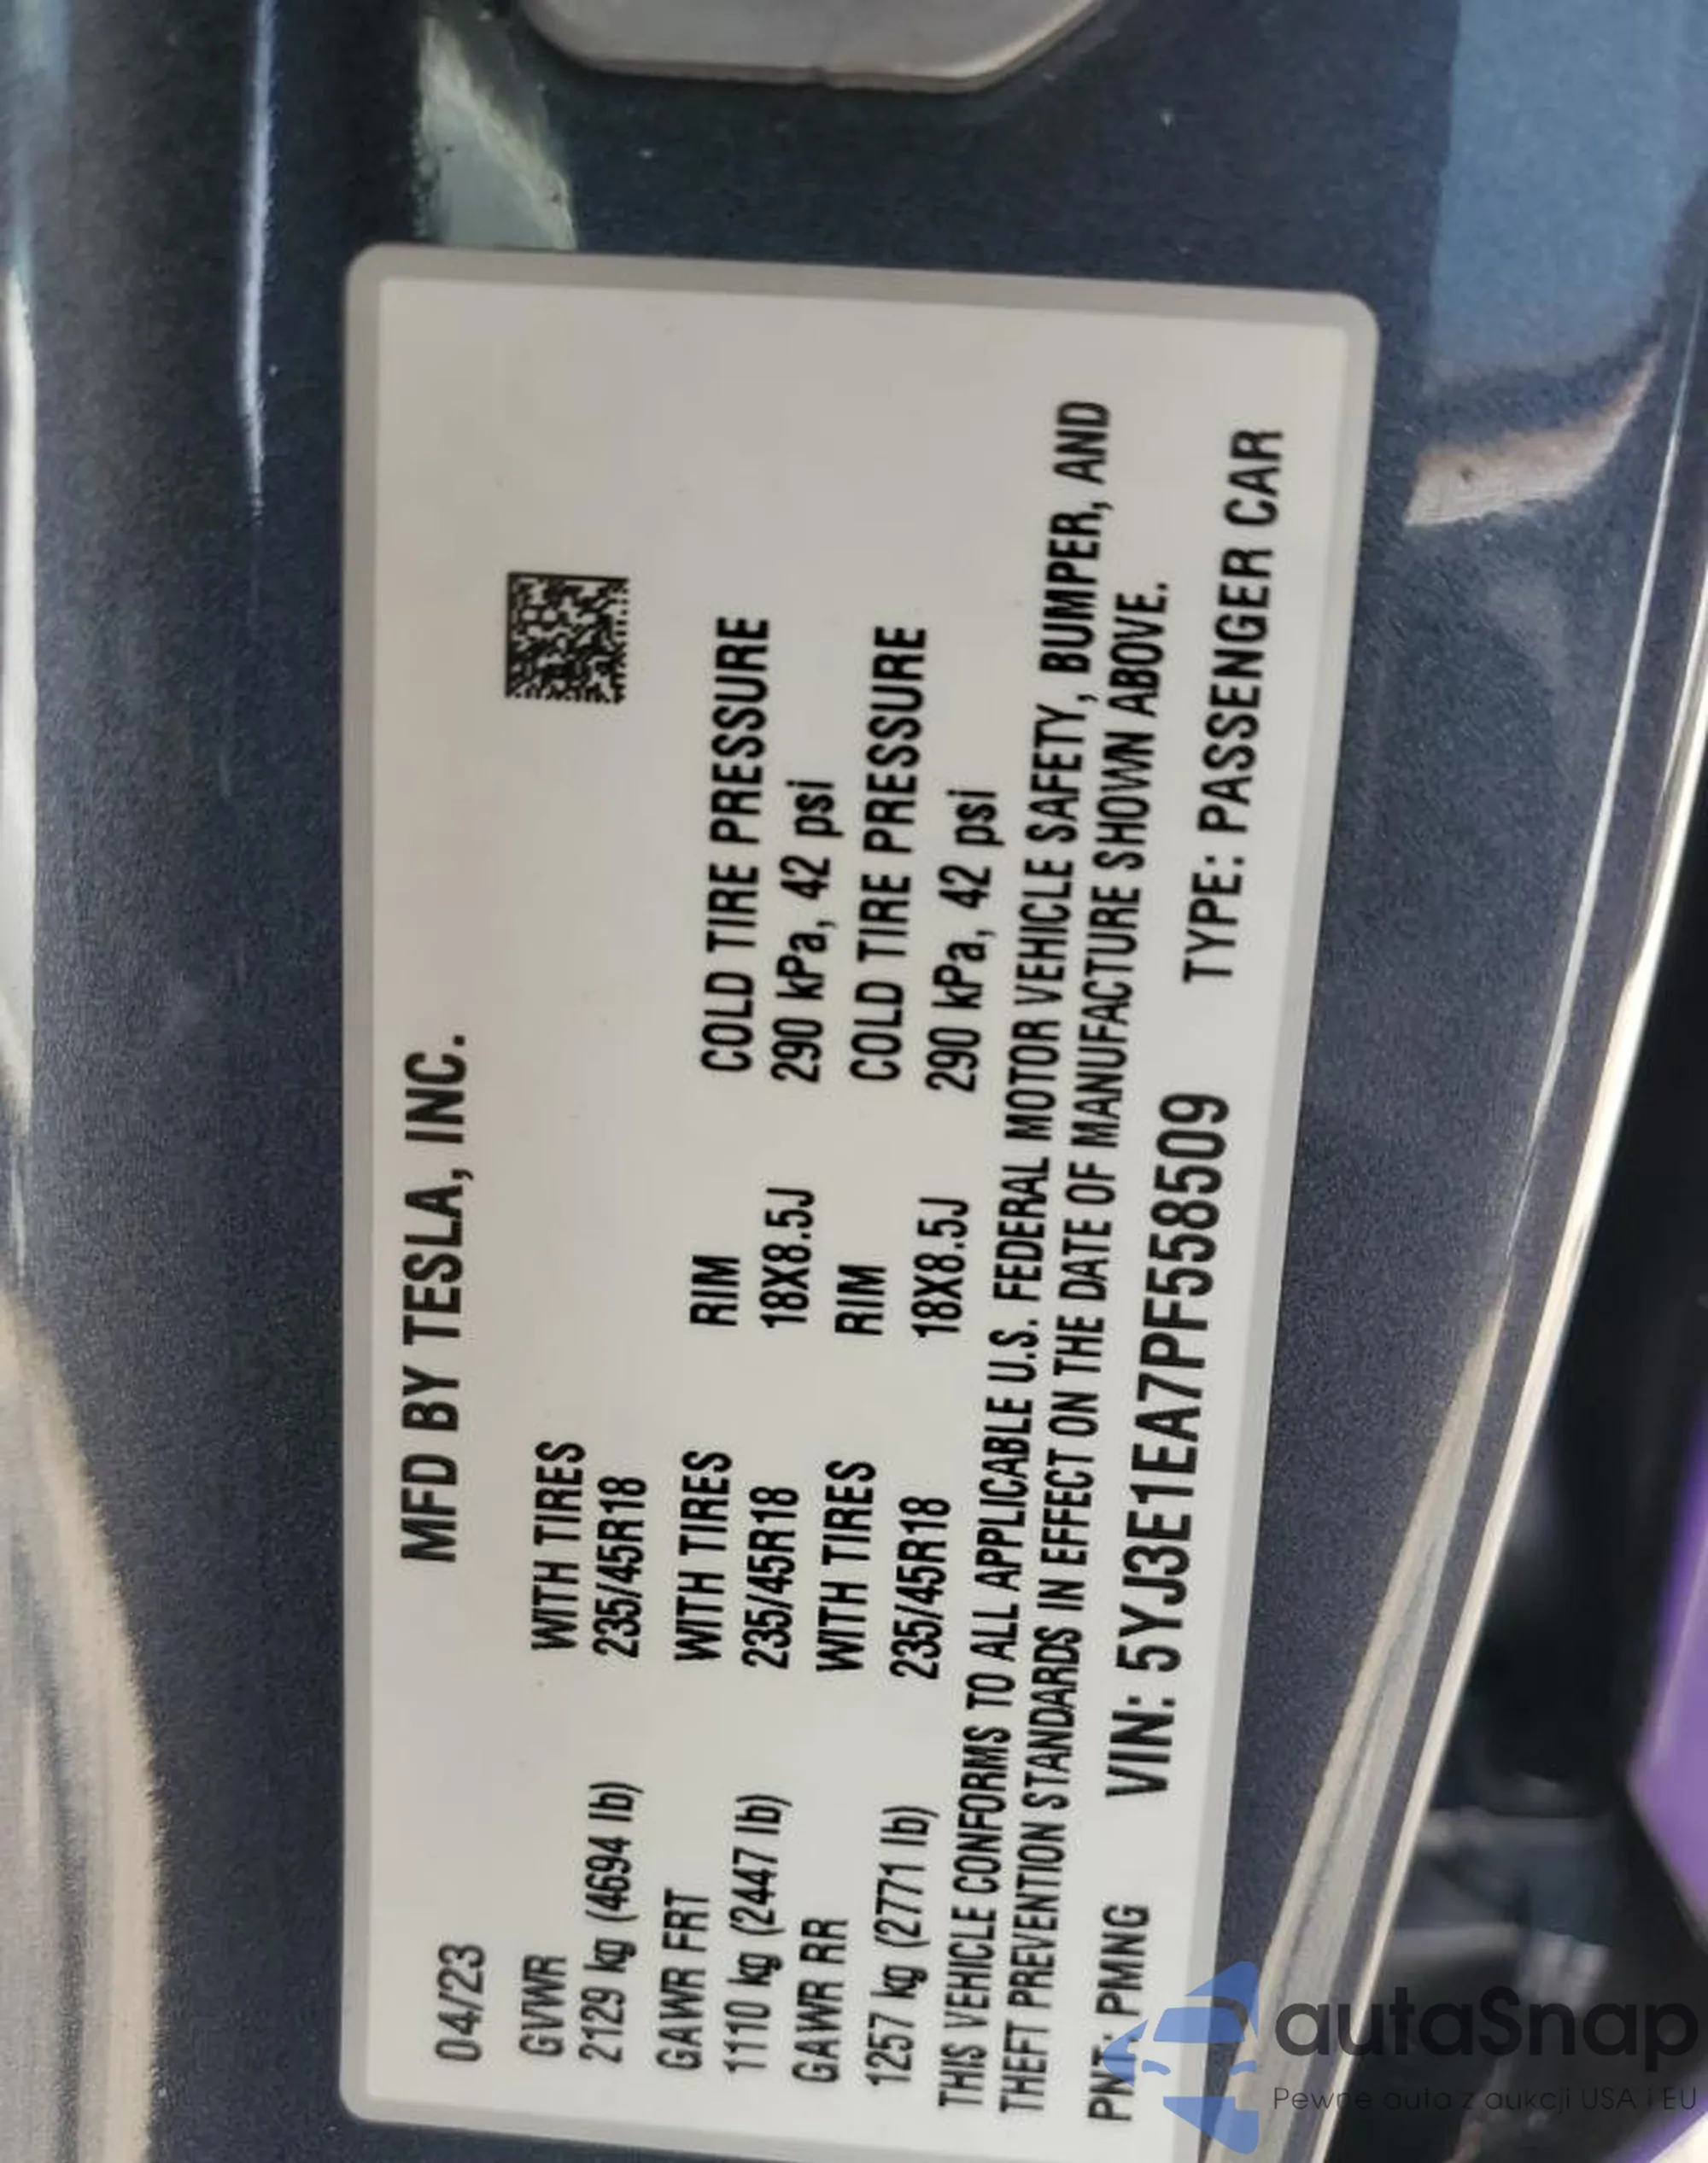 MFD BY TESLA, INC.
04/23
GVWR WITH TIRES
2129 kg (4694 lb) 235/45R18
GAWR FRT WITH TIRES RIM COLD TIRE PRESSURE
1110 kg (2447 lb) 235/45R18 18X8.5J 290 kPa, 42 psi
GAWR RR WITH TIRES RIM COLD TIRE PRESSURE
1257 kg (2771 lb) 235/45R18 18X8.5J 290 kPa, 42 psi
THIS VEHICLE CONFORMS TO ALL APPLICABLE U.S. FEDERAL MOTOR VEHICLE SAFETY, BUMPER, AND
THEFT PREVENTION STANDARDS IN EFFECT ON THE DATE OF MANUFACTURE SHOWN ABOVE.
PNT: PMNG VIN: 5YJ3E1EA7PF558509 TYPE: PASSENGER CAR
autaSnap
Pewne auta z aukcji USA i EU